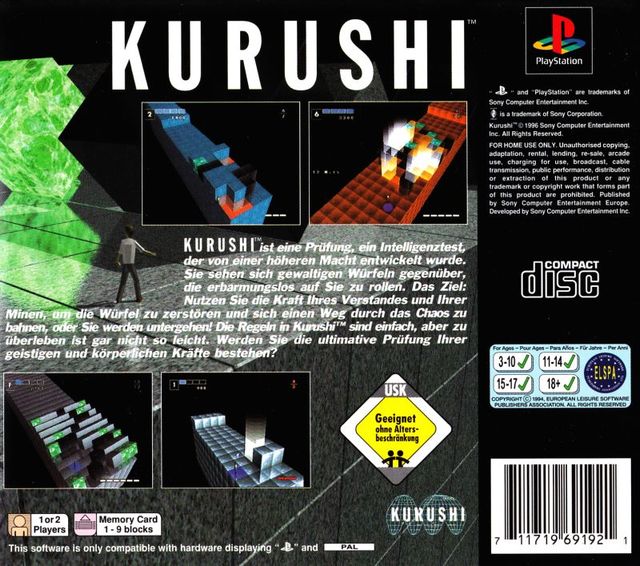 KURUSHI™
PlayStation
" " and "PlayStation" are trademarks of
Sony Computer Entertainment Inc.
is a trademark of Sony Corporation.
Kurushi™ © 1996 Sony Computer Entertainment
Inc. All Rights Reserved.
FOR HOME USE ONLY. Unauthorised copying,
adaptation, rental, lending, re-sale, arcade
use, charging for use, broadcast, cable
transmission, public performance, distribution
or extraction of this product or any
trademark or copyright work that forms part
of this product are prohibited. Published
by Sony Computer Entertainment Europe.
Developed by Sony Computer Entertainment Inc.
2
6
KURUSHI™ ist eine Prüfung, ein Intelligenztest,
der von einer höheren Macht entwickelt wurde.
Sie sehen sich gewaltigen Würfeln gegenüber,
die erbarmungslos auf Sie zu rollen. Das Ziel:
Nutzen Sie die Kraft Ihres Verstandes und Ihrer
Minen, um die Würfel zu zerstören und sich einen Weg durch das Chaos zu
bahnen, oder Sie werden untergehen! Die Regeln in Kurushi™ sind einfach, aber zu
überleben ist gar nicht so leicht. Werden Sie die ultimative Prüfung Ihrer
geistigen und körperlichen Kräfte bestehen?
COMPACT
disc
For Ages - Pour Ages - Para Años - Für Jahre - Per Anni
3-10
11-14
15-17
18+
ELSPA
COPYRIGHT © 1994, EUROPEAN LEISURE SOFTWARE
PUBLISHERS ASSOCIATION. ALL RIGHTS RESERVED
1
USK
Geeignet
ohne Alters-
beschränkung
KURUSHI
1 or 2
Players
Memory Card
1 - 9 blocks
This software is only compatible with hardware displaying " " and PAL
7 11719 69192 1